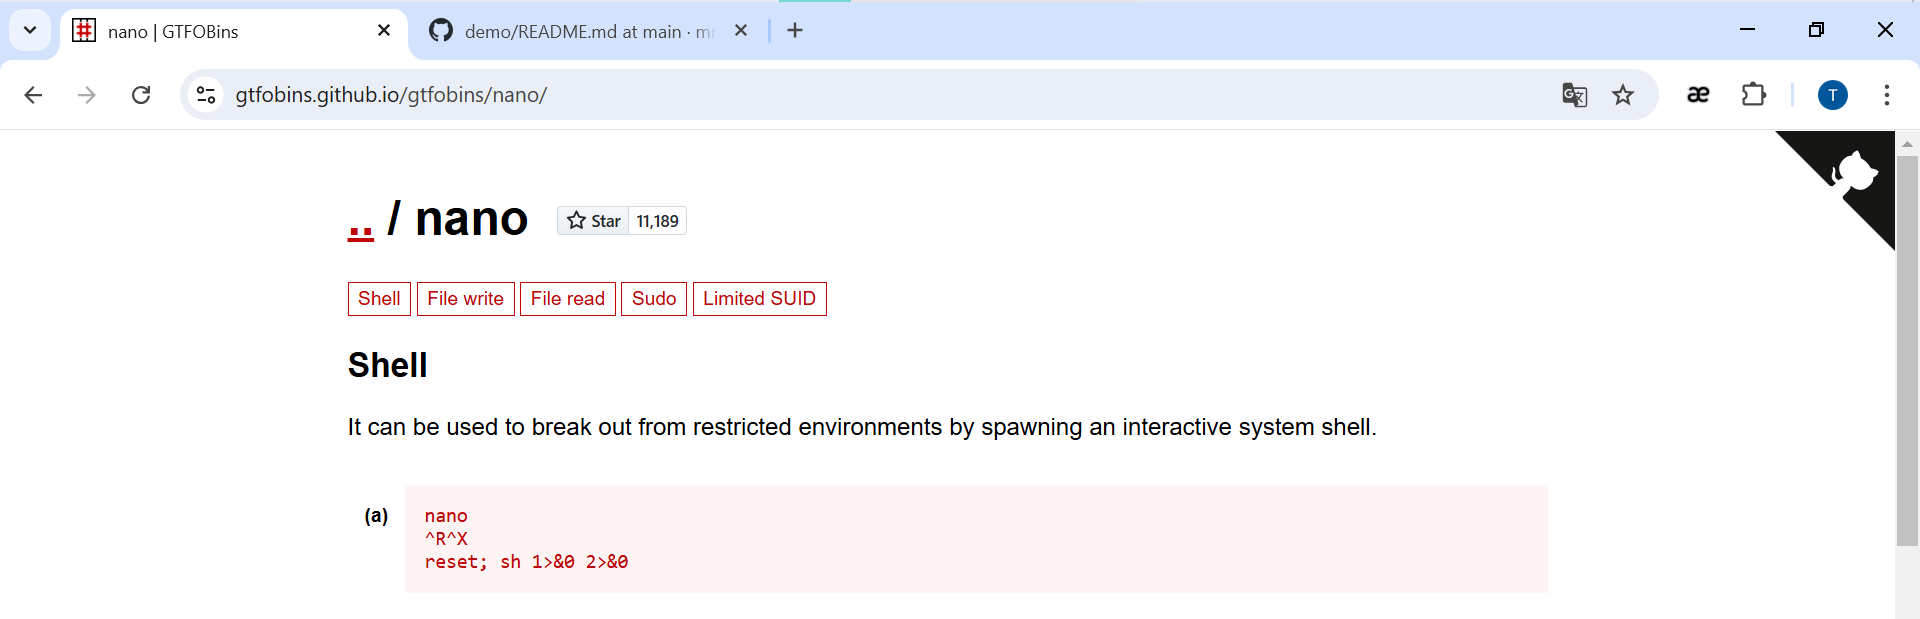 nano | GTFOBins
demo/README.md at main · m
gtfobins.github.io/gtfobins/nano/
æ
T
.. / nano
Star 11,189
Shell File write File read Sudo Limited SUID
Shell
It can be used to break out from restricted environments by spawning an interactive system shell.
(a)
nano
^R^X
reset; sh 1>&0 2>&0